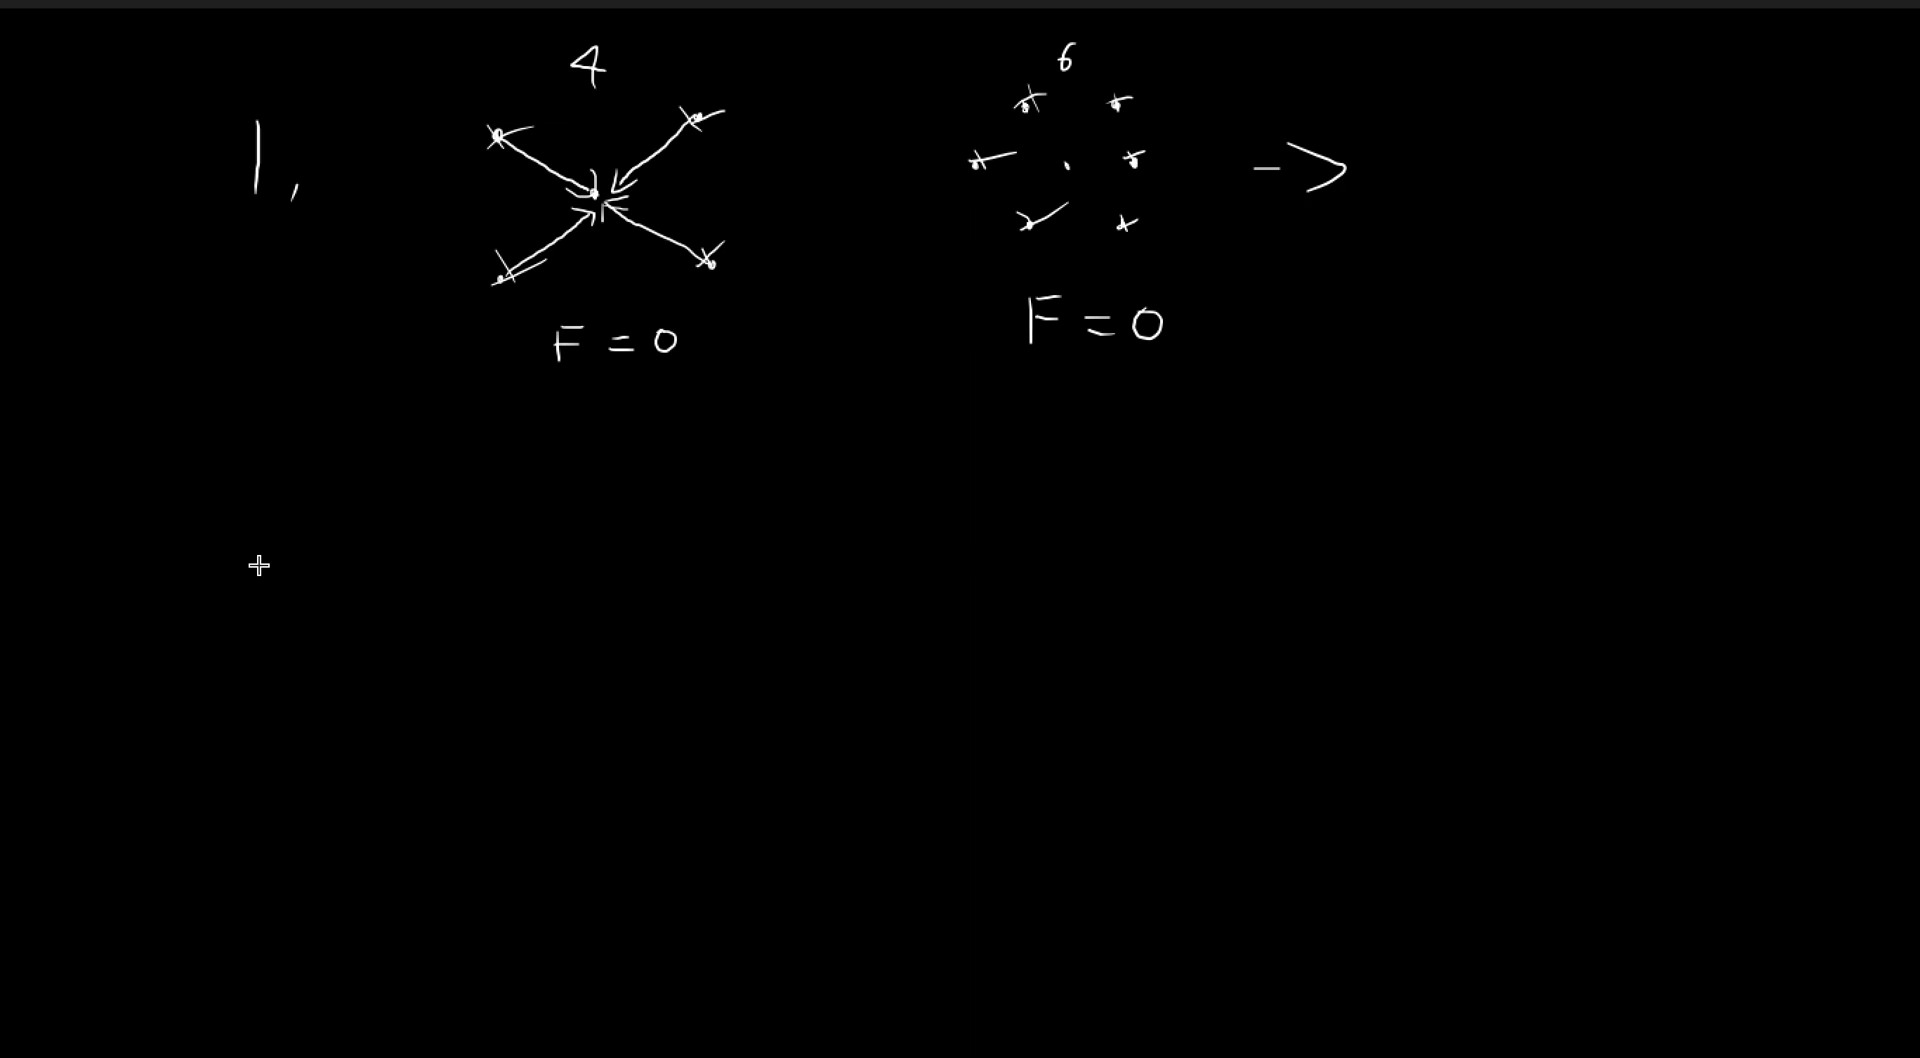 4 6
1,
->
F = 0 F = 0